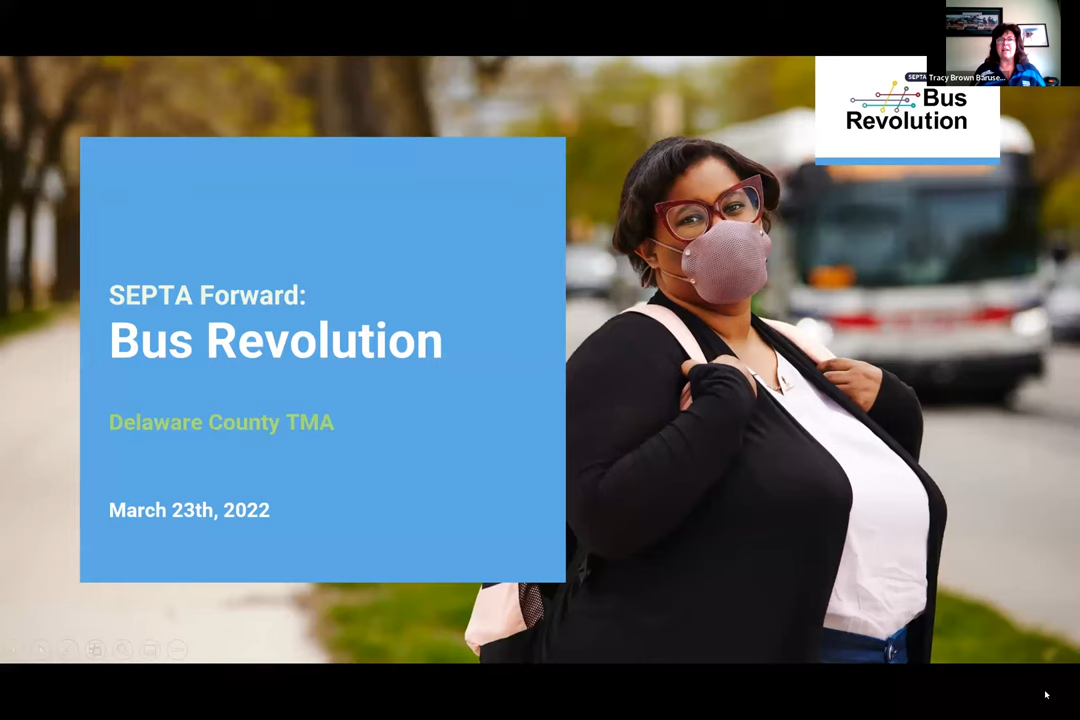 SEPTA Tracy Brown Baruse...
Bus
Revolution
SEPTA Forward:
Bus Revolution
Delaware County TMA
March 23th, 2022